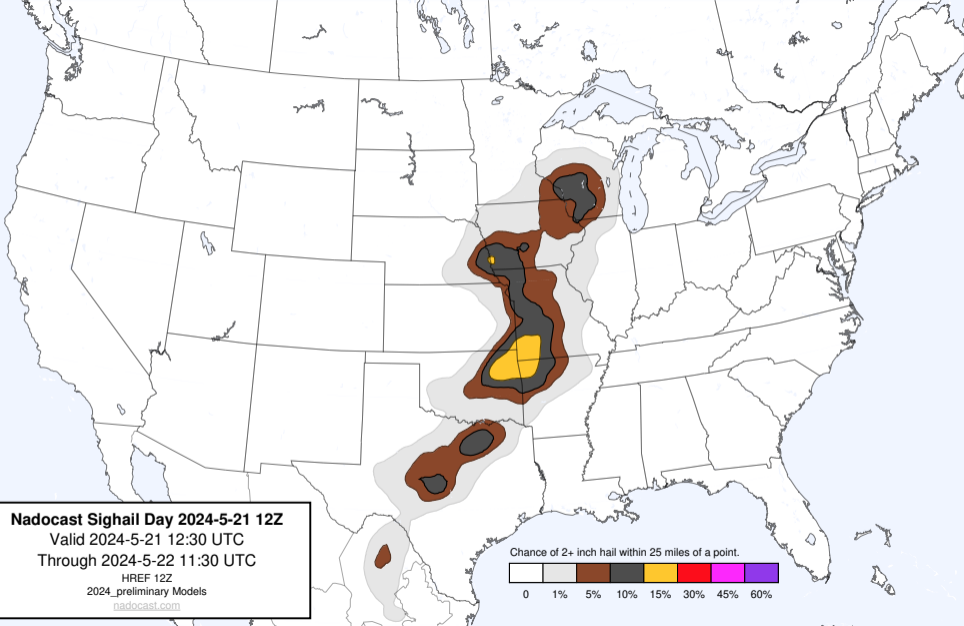 Nadocast Sighail Day 2024-5-21 12Z
Valid 2024-5-21 12:30 UTC
Through 2024-5-22 11:30 UTC
HREF 12Z
2024_preliminary Models
nadocast.com
Chance of 2+ inch hail within 25 miles of a point.
0 1% 5% 10% 15% 30% 45% 60%